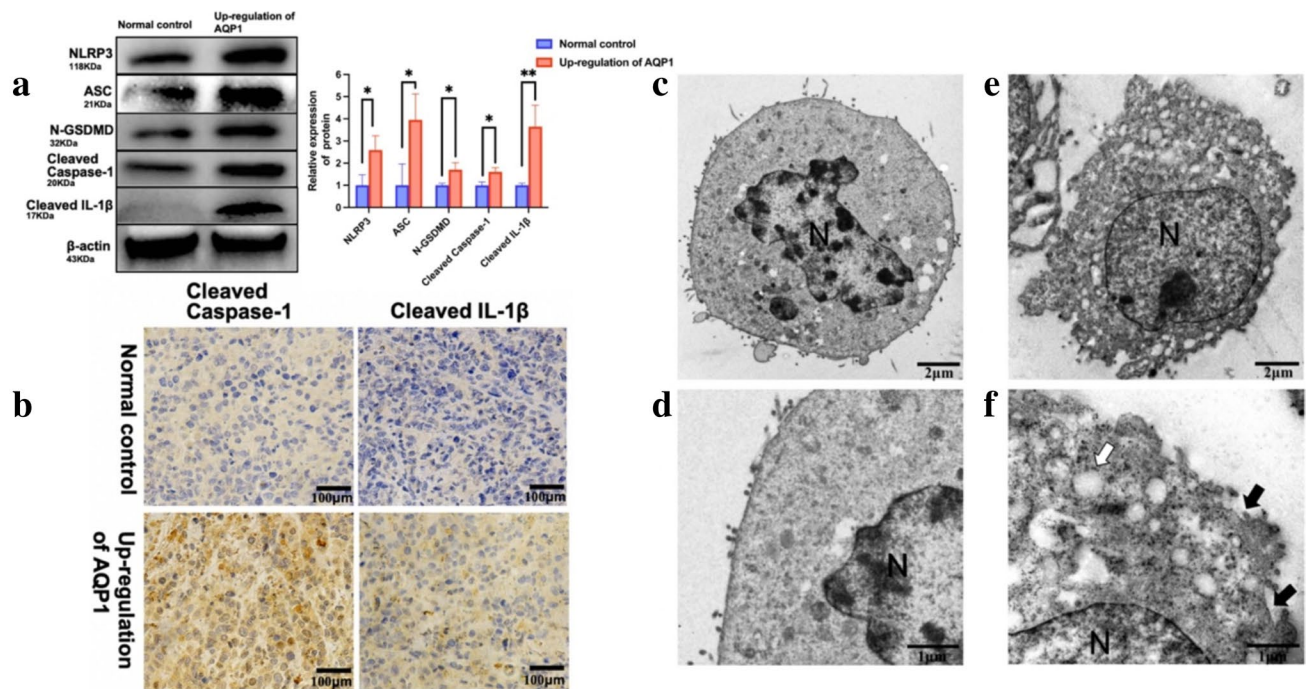 a
Normal control
Up-regulation of
AQP1
NLRP3
118KDa
ASC
21KDa
N-GSDMD
32KDa
Cleaved
Caspase-1
20KDa
Cleaved IL-1β
17KDa
β-actin
43KDa
Normal control
Up-regulation of AQP1
Relative expression
of protein
6
5
4
3
2
1
0
*
*
*
*
**
NLRP3
ASC
N-GSDMD
Cleaved Caspase-1
Cleaved IL-1β
b
Cleaved
Caspase-1
Cleaved IL-1β
Normal control
100μm
100μm
Up-regulation
of AQP1
100μm
100μm
c
N
2μm
e
N
2μm
d
N
1μm
f
N
1μm